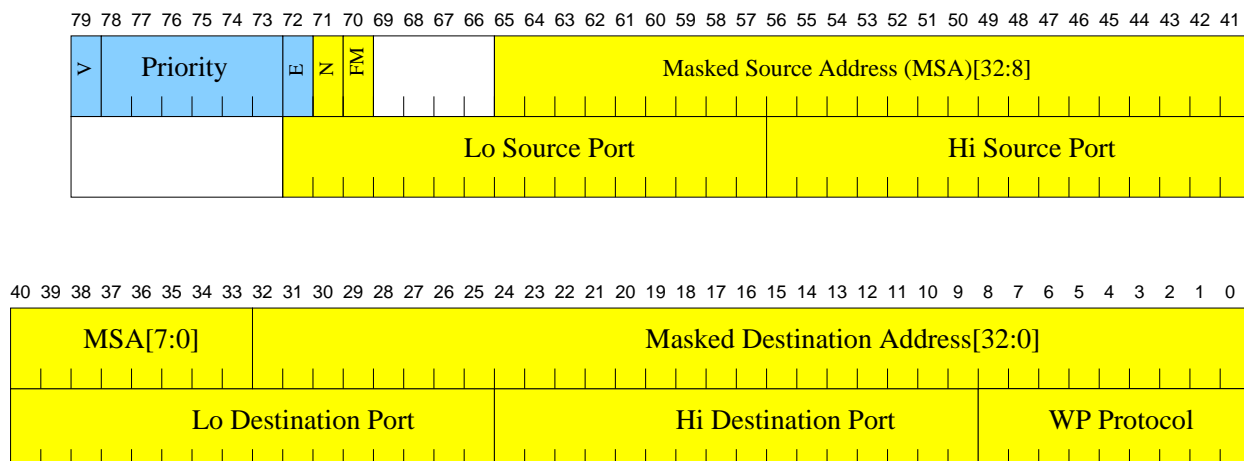 79 78 77 76 75 74 73 72 71 70 69 68 67 66 65 64 63 62 61 60 59 58 57 56 55 54 53 52 51 50 49 48 47 46 45 44 43 42 41
V Priority E N FM Masked Source Address (MSA)[32:8]
Lo Source Port Hi Source Port
40 39 38 37 36 35 34 33 32 31 30 29 28 27 26 25 24 23 22 21 20 19 18 17 16 15 14 13 12 11 10 9 8 7 6 5 4 3 2 1 0
MSA[7:0] Masked Destination Address[32:0]
Lo Destination Port Hi Destination Port WP Protocol